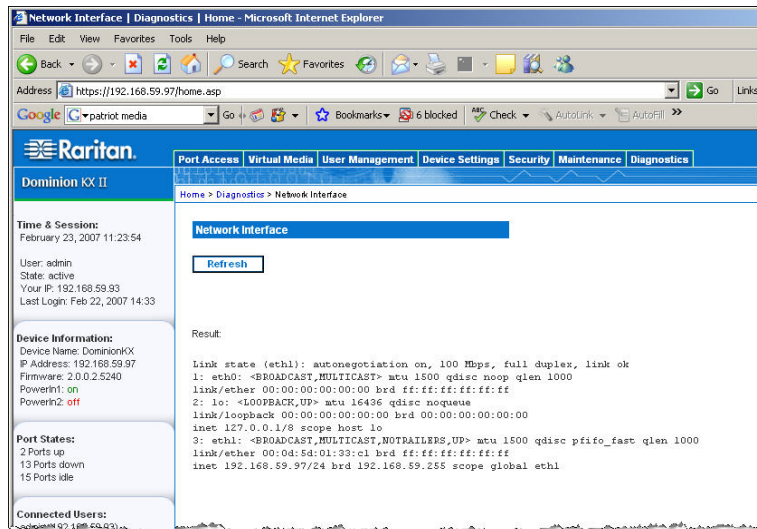 Network Interface | Diagnostics | Home - Microsoft Internet Explorer
File Edit View Favorites Tools Help
Back Search Favorites
Address https://192.168.59.97/home.asp Go Links
Google patriot media Go Bookmarks 6 blocked Check AutoLink AutoFill
Raritan.
Port Access Virtual Media User Management Device Settings Security Maintenance Diagnostics
Dominion KX II
Home > Diagnostics > Network Interface
Time & Session:
February 23, 2007 11:23:54
User: admin
State: active
Your IP: 192.168.59.93
Last Login: Feb 22, 2007 14:33
Device Information:
Device Name: DominionKX
IP Address: 192.168.59.97
Firmware: 2.0.0.2.5240
PowerIn1: on
PowerIn2: off
Port States:
2 Ports up
13 Ports down
15 Ports idle
Connected Users:
Network Interface
Refresh
Result:
Link state (eth1): autonegotiation on, 100 Mbps, full duplex, link ok
1: eth0: <BROADCAST,MULTICAST> mtu 1500 qdisc noop qlen 1000
link/ether 00:00:00:00:00:00 brd ff:ff:ff:ff:ff:ff
2: lo: <LOOPBACK,UP> mtu 16436 qdisc noqueue
link/loopback 00:00:00:00:00:00 brd 00:00:00:00:00:00
inet 127.0.0.1/8 scope host lo
3: eth1: <BROADCAST,MULTICAST,NOTRAILERS,UP> mtu 1500 qdisc pfifo_fast qlen 1000
link/ether 00:0d:5d:01:33:c1 brd ff:ff:ff:ff:ff:ff
inet 192.168.59.97/24 brd 192.168.59.255 scope global eth1